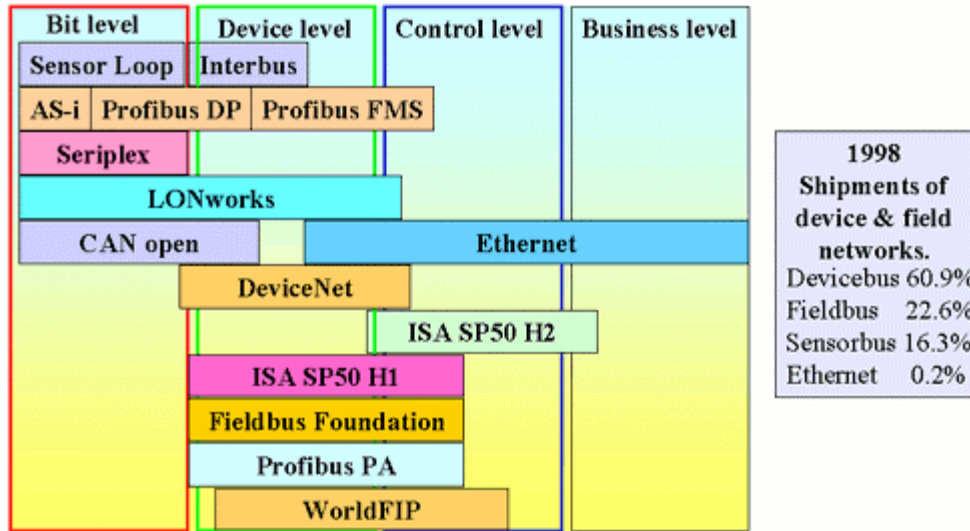 Bit level Device level Control level Business level
Sensor Loop Interbus
AS-i Profibus DP Profibus FMS
Seriplex
LONworks
CAN open Ethernet
DeviceNet
ISA SP50 H2
ISA SP50 H1
Fieldbus Foundation
Profibus PA
WorldFIP
1998
Shipments of
device & field
networks.
Devicebus 60.9%
Fieldbus 22.6%
Sensorbus 16.3%
Ethernet 0.2%